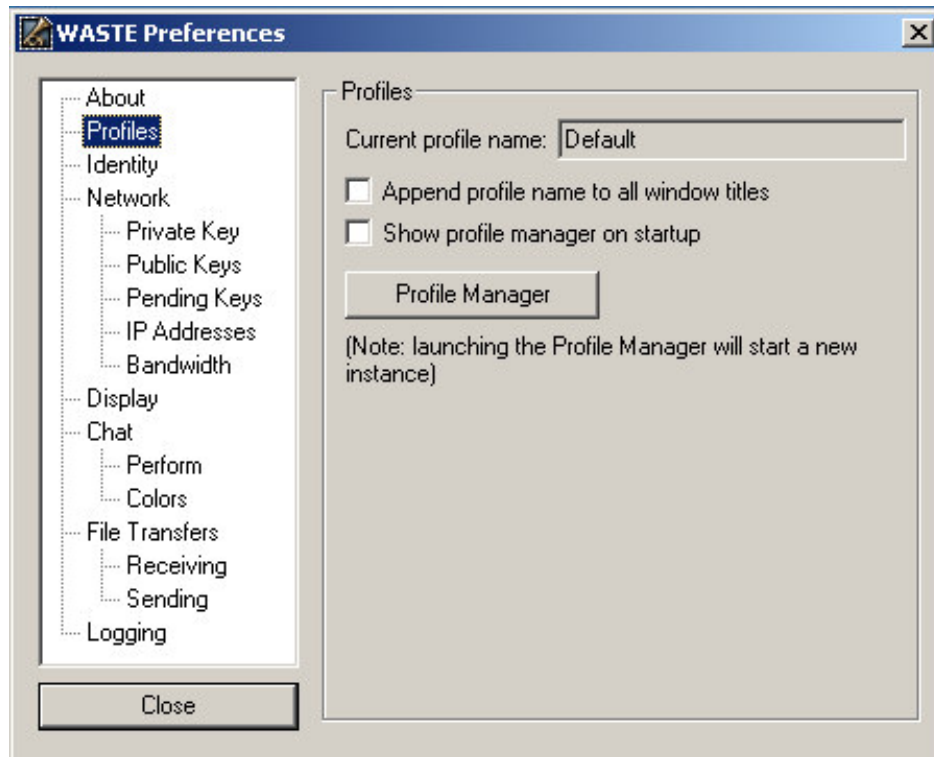 WASTE Preferences
About
Profiles
Identity
Network
Private Key
Public Keys
Pending Keys
IP Addresses
Bandwidth
Display
Chat
Perform
Colors
File Transfers
Receiving
Sending
Logging
Close
Profiles
Current profile name: Default
Append profile name to all window titles
Show profile manager on startup
Profile Manager
(Note: launching the Profile Manager will start a new
instance)